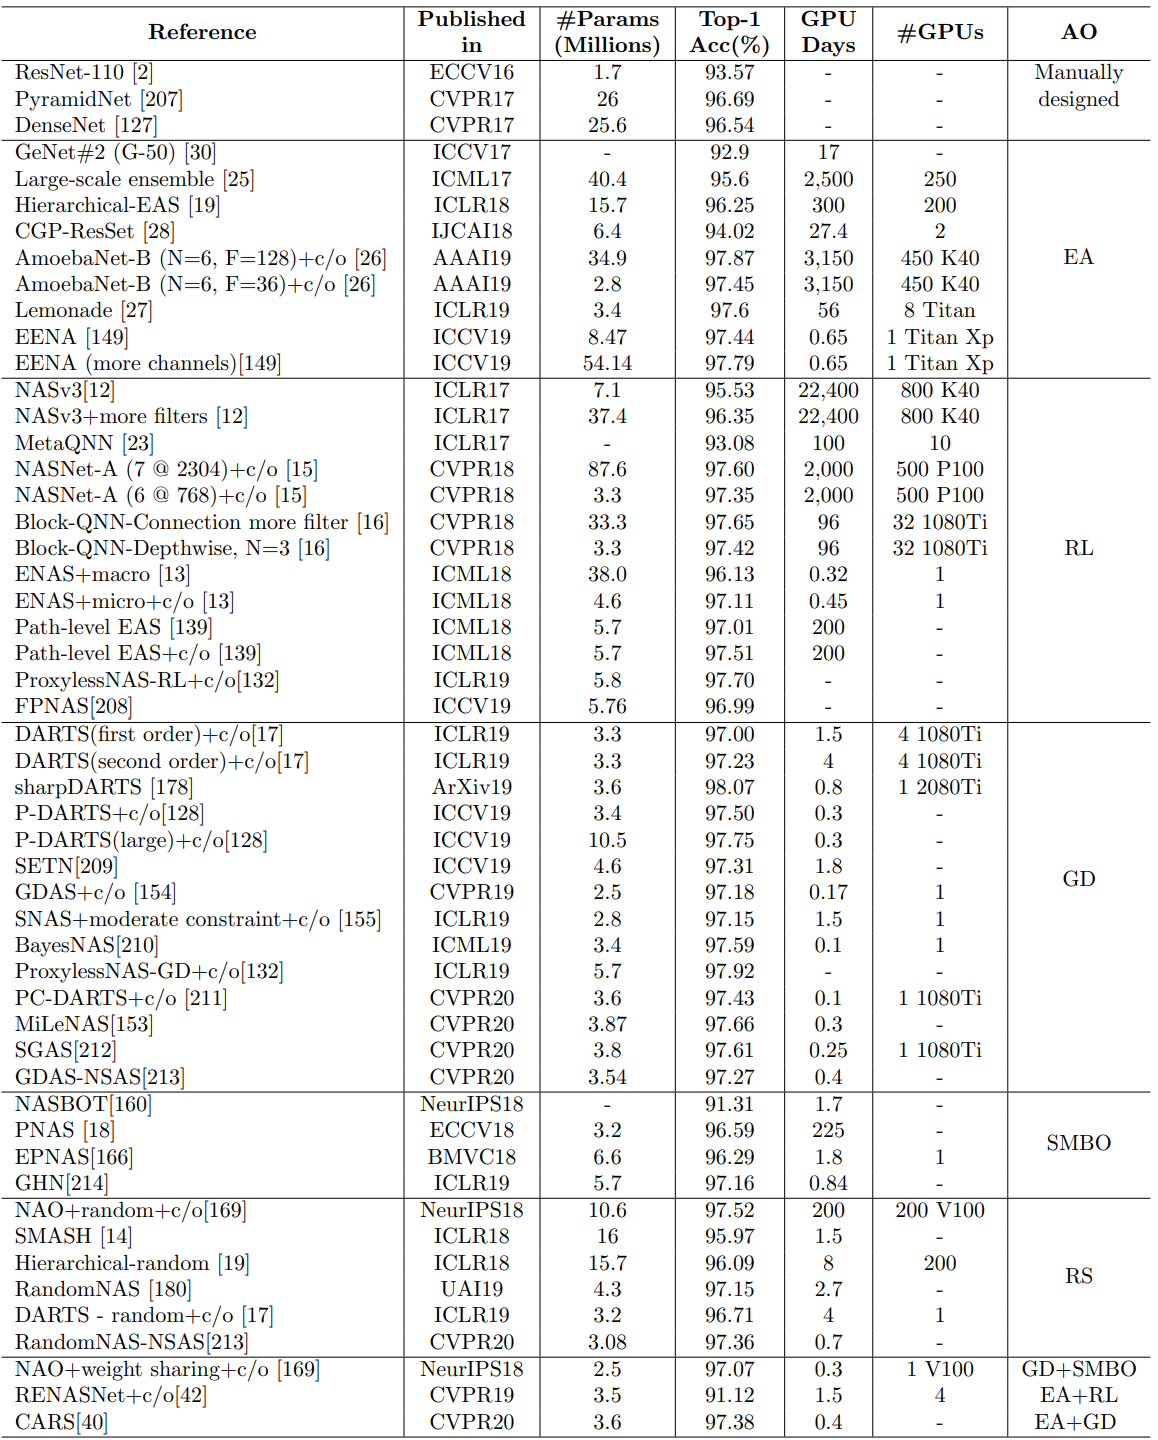 Reference Published in #Params (Millions) Top-1 Acc(%) GPU Days #GPUs AO
ResNet-110 [2] ECCV16 1.7 93.57 - - Manually
PyramidNet [207] CVPR17 26 96.69 - - designed
DenseNet [127] CVPR17 25.6 96.54 - -
GeNet#2 (G-50) [30] ICCV17 - 92.9 17 -
Large-scale ensemble [25] ICML17 40.4 95.6 2,500 250
Hierarchical-EAS [19] ICLR18 15.7 96.25 300 200
CGP-ResSet [28] IJCAI18 6.4 94.02 27.4 2
AmoebaNet-B (N=6, F=128)+c/o [26] AAAI19 34.9 97.87 3,150 450 K40 EA
AmoebaNet-B (N=6, F=36)+c/o [26] AAAI19 2.8 97.45 3,150 450 K40
Lemonade [27] ICLR19 3.4 97.6 56 8 Titan
EENA [149] ICCV19 8.47 97.44 0.65 1 Titan Xp
EENA (more channels)[149] ICCV19 54.14 97.79 0.65 1 Titan Xp
NASv3[12] ICLR17 7.1 95.53 22,400 800 K40
NASv3+more filters [12] ICLR17 37.4 96.35 22,400 800 K40
MetaQNN [23] ICLR17 - 93.08 100 10
NASNet-A (7 @ 2304)+c/o [15] CVPR18 87.6 97.60 2,000 500 P100
NASNet-A (6 @ 768)+c/o [15] CVPR18 3.3 97.35 2,000 500 P100
Block-QNN-Connection more filter [16] CVPR18 33.3 97.65 96 32 1080Ti
Block-QNN-Depthwise, N=3 [16] CVPR18 3.3 97.42 96 32 1080Ti RL
ENAS+macro [13] ICML18 38.0 96.13 0.32 1
ENAS+micro+c/o [13] ICML18 4.6 97.11 0.45 1
Path-level EAS [139] ICML18 5.7 97.01 200 -
Path-level EAS+c/o [139] ICML18 5.7 97.51 200 -
ProxylessNAS-RL+c/o[132] ICLR19 5.8 97.70 - -
FPNAS[208] ICCV19 5.76 96.99 - -
DARTS(first order)+c/o[17] ICLR19 3.3 97.00 1.5 4 1080Ti
DARTS(second order)+c/o[17] ICLR19 3.3 97.23 4 4 1080Ti
sharpDARTS [178] ArXiv19 3.6 98.07 0.8 1 2080Ti
P-DARTS+c/o[128] ICCV19 3.4 97.50 0.3 -
P-DARTS(large)+c/o[128] ICCV19 10.5 97.75 0.3 -
SETN[209] ICCV19 4.6 97.31 1.8 -
GDAS+c/o [154] CVPR19 2.5 97.18 0.17 1 GD
SNAS+moderate constraint+c/o [155] ICLR19 2.8 97.15 1.5 1
BayesNAS[210] ICML19 3.4 97.59 0.1 1
ProxylessNAS-GD+c/o[132] ICLR19 5.7 97.92 - -
PC-DARTS+c/o [211] CVPR20 3.6 97.43 0.1 1 1080Ti
MiLeNAS[153] CVPR20 3.87 97.66 0.3 -
SGAS[212] CVPR20 3.8 97.61 0.25 1 1080Ti
GDAS-NSAS[213] CVPR20 3.54 97.27 0.4 -
NASBOT[160] NeurIPS18 - 91.31 1.7 -
PNAS [18] ECCV18 3.2 96.59 225 - SMBO
EPNAS[166] BMVC18 6.6 96.29 1.8 1
GHN[214] ICLR19 5.7 97.16 0.84 -
NAO+random+c/o[169] NeurIPS18 10.6 97.52 200 200 V100
SMASH [14] ICLR18 16 95.97 1.5 -
Hierarchical-random [19] ICLR18 15.7 96.09 8 200 RS
RandomNAS [180] UAI19 4.3 97.15 2.7 -
DARTS - random+c/o [17] ICLR19 3.2 96.71 4 1
RandomNAS-NSAS[213] CVPR20 3.08 97.36 0.7 -
NAO+weight sharing+c/o [169] NeurIPS18 2.5 97.07 0.3 1 V100 GD+SMBO
RENASNet+c/o[42] CVPR19 3.5 91.12 1.5 4 EA+RL
CARS[40] CVPR20 3.6 97.38 0.4 - EA+GD